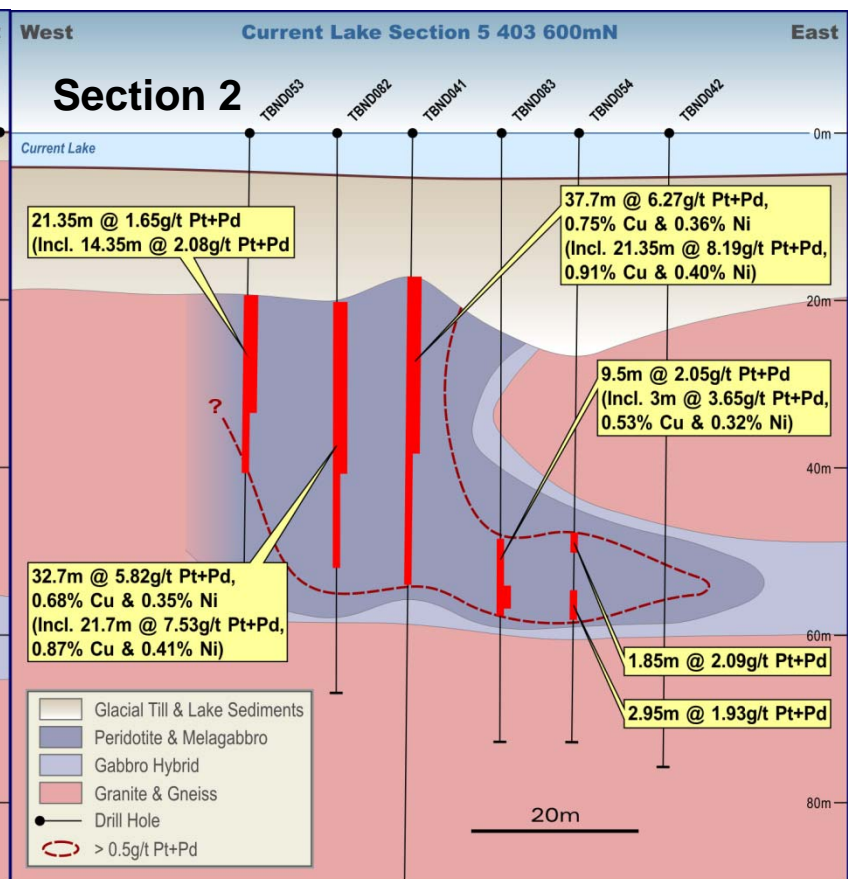 West
Current Lake Section 5 403 600mN
East
Section 2
TBND053
TBND082
TBND041
TBND083
TBND054
TBND042
0m
Current Lake
21.35m @ 1.65g/t Pt+Pd
(Incl. 14.35m @ 2.08g/t Pt+Pd
37.7m @ 6.27g/t Pt+Pd,
0.75% Cu & 0.36% Ni
(Incl. 21.35m @ 8.19g/t Pt+Pd,
0.91% Cu & 0.40% Ni)
20m
9.5m @ 2.05g/t Pt+Pd
(Incl. 3m @ 3.65g/t Pt+Pd,
0.53% Cu & 0.32% Ni)
?
40m
32.7m @ 5.82g/t Pt+Pd,
0.68% Cu & 0.35% Ni
(Incl. 21.7m @ 7.53g/t Pt+Pd,
0.87% Cu & 0.41% Ni)
60m
1.85m @ 2.09g/t Pt+Pd
2.95m @ 1.93g/t Pt+Pd
Glacial Till & Lake Sediments
Peridotite & Melagabbro
Gabbro Hybrid
Granite & Gneiss
Drill Hole
> 0.5g/t Pt+Pd
20m
80m